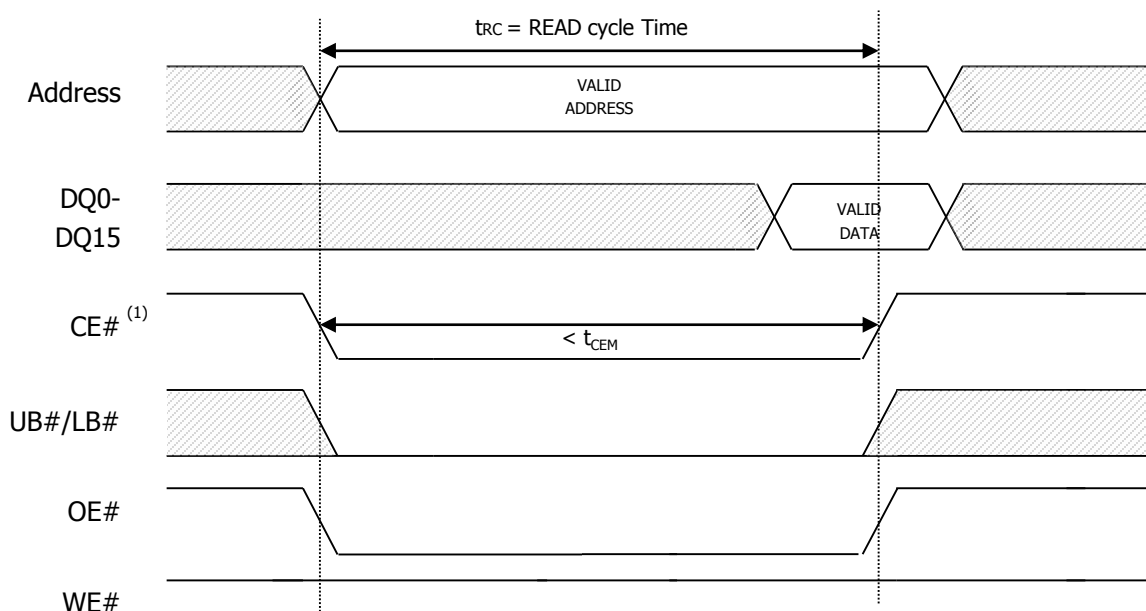 tRC = READ cycle Time
Address
VALID
ADDRESS
DQ0-
DQ15
VALID
DATA
CE# (1)
< tCEM
UB#/LB#
OE#
WE#